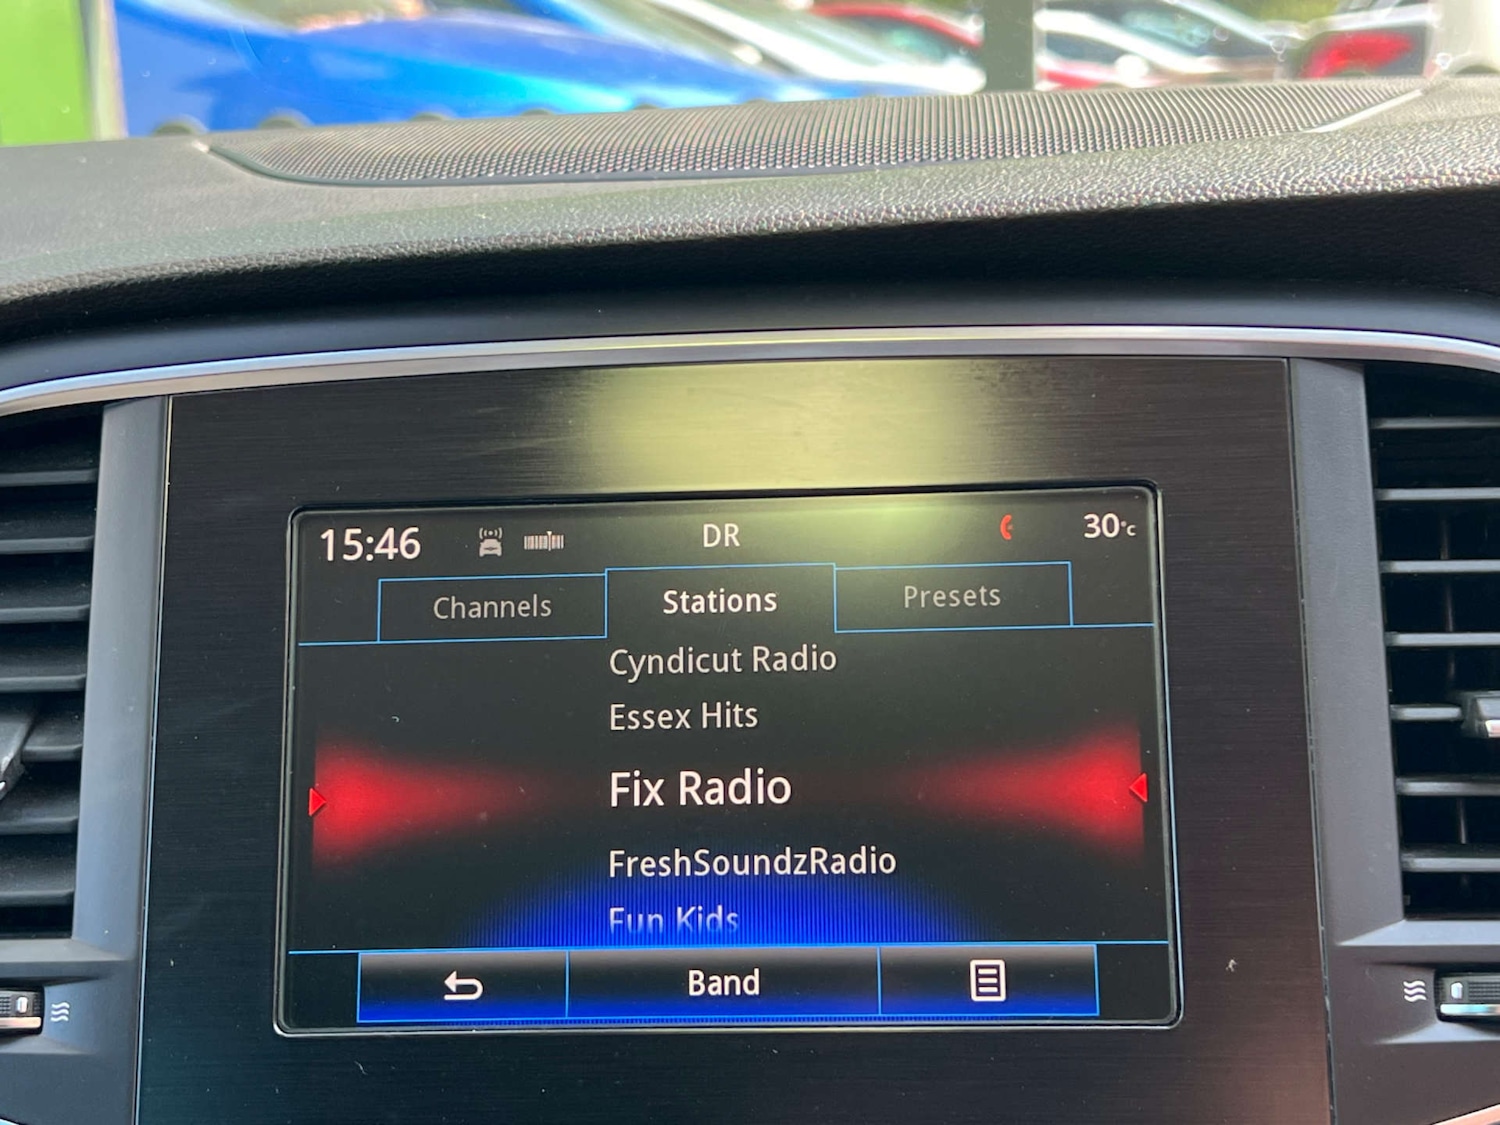 15:46 DR 30°C
Channels Stations Presets
Cyndicut Radio
Essex Hits
Fix Radio
FreshSoundzRadio
Fun Kids
Band